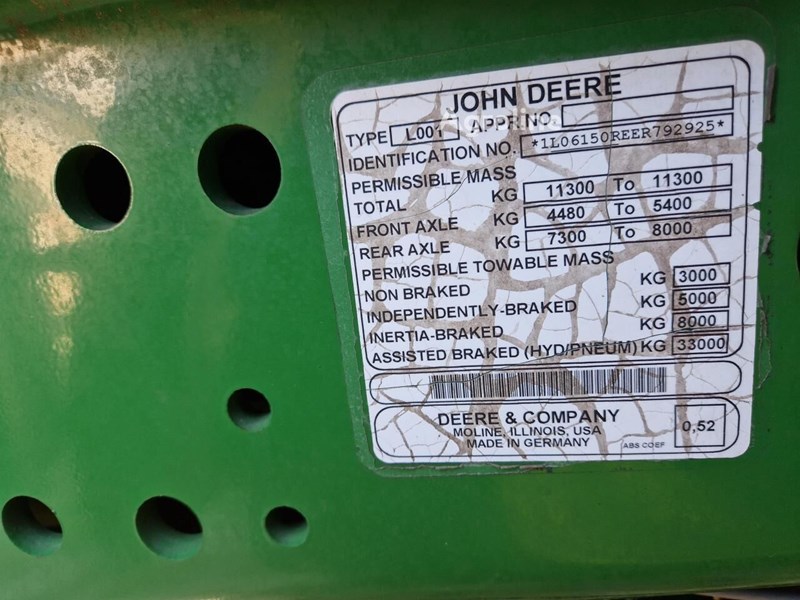 JOHN DEERE
TYPE L001 APPR.NO.
IDENTIFICATION NO. *1L06150REER792925*
PERMISSIBLE MASS
TOTAL KG 11300 To 11300
FRONT AXLE KG 4480 To 5400
REAR AXLE KG 7300 To 8000
PERMISSIBLE TOWABLE MASS
NON BRAKED KG 3000
INDEPENDENTLY-BRAKED KG 5000
INERTIA-BRAKED KG 8000
ASSISTED BRAKED (HYD/PNEUM) KG 33000
DEERE & COMPANY
MOLINE, ILLINOIS, USA
MADE IN GERMANY
ABS COEF 0,52